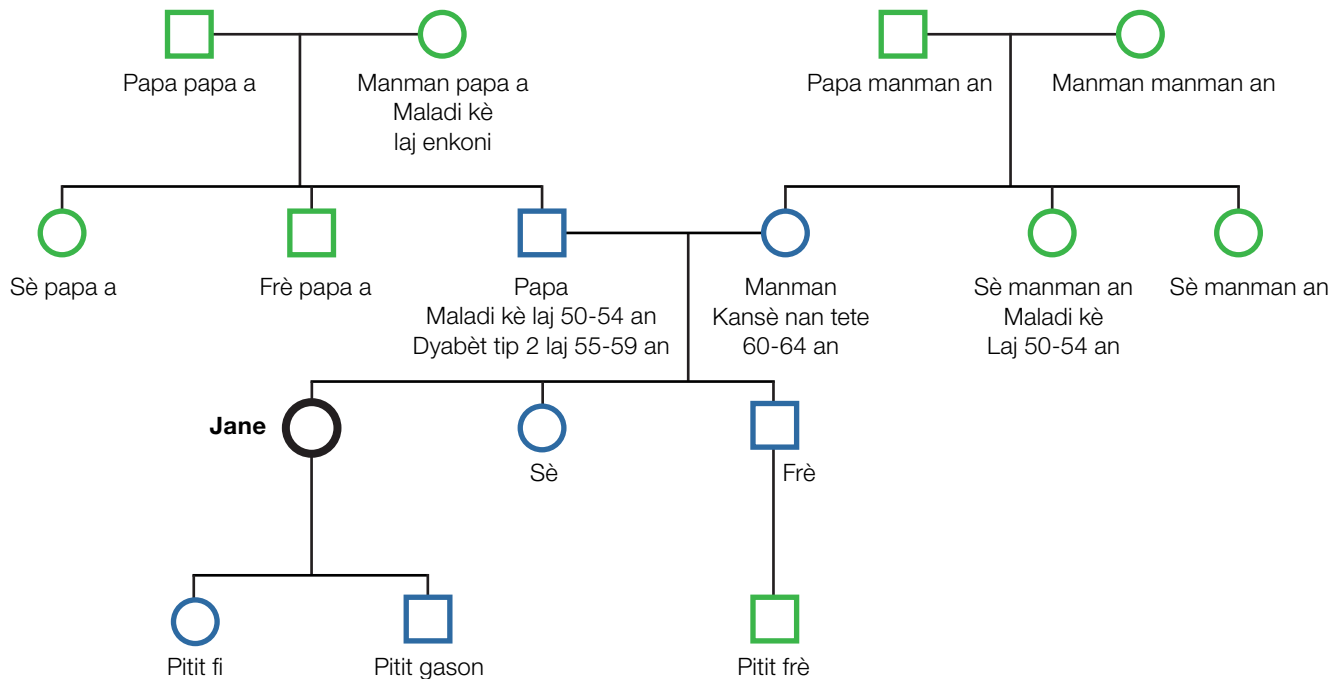 Papa papa a
Manman papa a
Maladi kè
laj enkoni
Papa manman an
Manman manman an
Sè papa a
Frè papa a
Papa
Maladi kè laj 50-54 an
Dyabèt tip 2 laj 55-59 an
Manman
Kansè nan tete
60-64 an
Sè manman an
Maladi kè
Laj 50-54 an
Sè manman an
Jane
Sè
Frè
Pitit fi
Pitit gason
Pitit frè